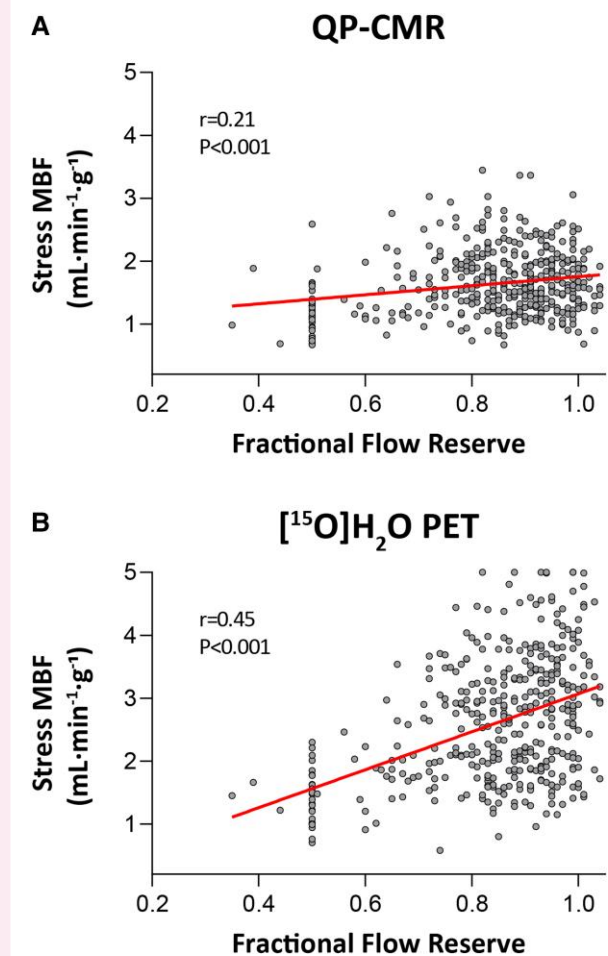 A
QP-CMR
5
4
3
2
1
r=0.21
P<0.001
Stress MBF
(mL·min⁻¹·g⁻¹)
0.2 0.4 0.6 0.8 1.0
Fractional Flow Reserve
B
[¹⁵O]H₂O PET
5
4
3
2
1
r=0.45
P<0.001
Stress MBF
(mL·min⁻¹·g⁻¹)
0.2 0.4 0.6 0.8 1.0
Fractional Flow Reserve